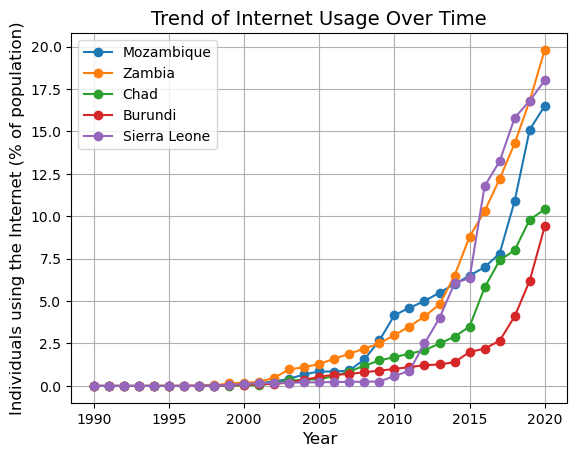 Trend of Internet Usage Over Time
Individuals using the Internet (% of population)
20.0
17.5
15.0
12.5
10.0
7.5
5.0
2.5
0.0
Mozambique
Zambia
Chad
Burundi
Sierra Leone
1990 1995 2000 2005 2010 2015 2020
Year